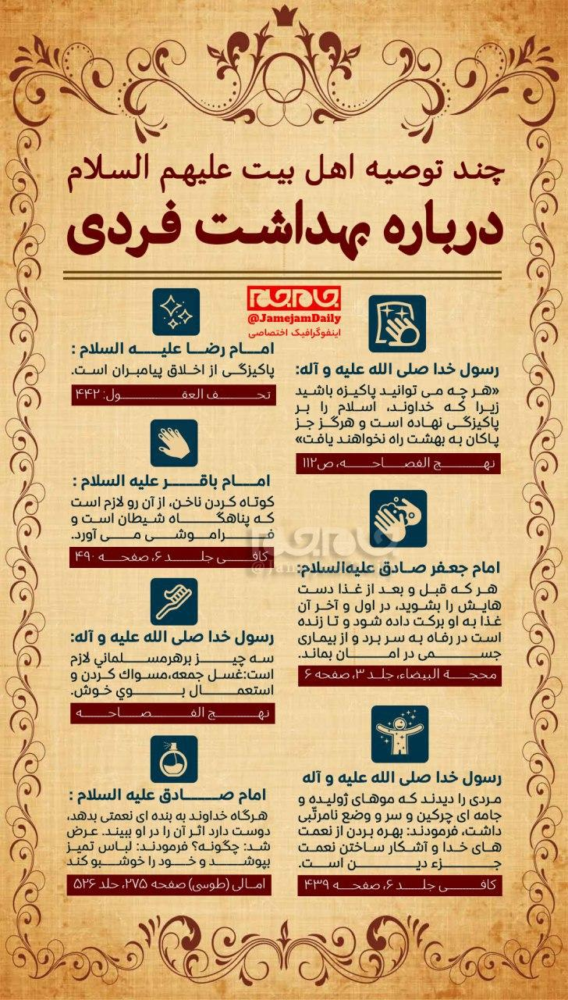 چند توصیه اهل بیت علیهم السلام
درباره بهداشت فردی
جام‌جم
@JamejamDaily
اینفوگرافیک اختصاصی
رسول خدا صلی الله علیه و آله:
«هر چه می توانید پاکیزه باشید
زیرا که خداوند، اسلام را بر
پاکیزگی نهاده است و هرگز جز
پاکان به بهشت راه نخواهند یافت»
نهج الفصاحه، ص۱۱۲
امام جعفر صادق علیه‌السلام:
هر که قبل و بعد از غذا دست
هایش را بشوید، در اول و آخر آن
غذا به او برکت داده شود و تا زنده
است در رفاه به سر برد و از بیماری
جسمی در امان بماند.
محجة البیضاء، جلد ۳، صفحه ۶
رسول خدا صلی الله علیه و آله
مردی را دیدند که موهای ژولیده و
جامه ای چرکین و سر و وضع نامرتّبی
داشت، فرمودند: بهره بردن از نعمت
های خدا و آشکار ساختن نعمت
جزء دین است.
کافی جلد ۶، صفحه ۴۳۹
امام رضا علیه السلام :
پاکیزگی از اخلاق پیامبران است.
تحف العقول: ۴۴۲
امام باقر علیه السلام :
کوتاه کردن ناخن، از آن رو لازم است
که پناهگاه شیطان است و
فراموشی می آورد.
کافی جلد ۶، صفحه ۴۹۰
رسول خدا صلی الله علیه و آله:
سه چیز بر هر مسلماني لازم
است:غسل جمعه،مسواك کردن و
استعمال بوي خوش.
نهج الفصاحه
امام صادق علیه السلام :
هرگاه خداوند به بنده ای نعمتی بدهد،
دوست دارد اثر آن را در او ببیند. عرض
شد: چگونه؟ فرمودند: لباس تمیز
بپوشد و خود را خوشبو کند
امالی (طوسی) صفحه ۲۷۵، حلد ۵۲۶